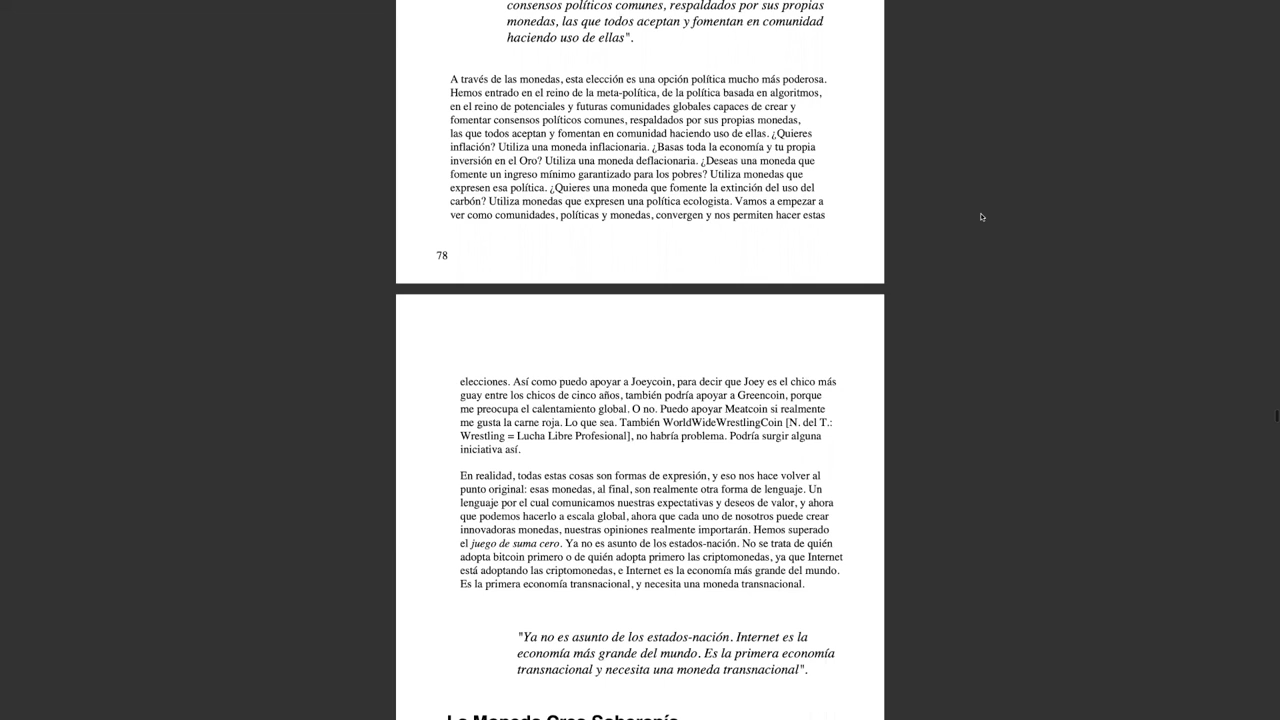 consensos políticos comunes, respaldados por sus propias
monedas, las que todos aceptan y fomentan en comunidad
haciendo uso de ellas".
A través de las monedas, esta elección es una opción política mucho más poderosa.
Hemos entrado en el reino de la meta-política, de la política basada en algoritmos,
en el reino de potenciales y futuras comunidades globales capaces de crear y
fomentar consensos políticos comunes, respaldados por sus propias monedas,
las que todos aceptan y fomentan en comunidad haciendo uso de ellas. ¿Quieres
inflación? Utiliza una moneda inflacionaria. ¿Basas toda la economía y tu propia
inversión en el Oro? Utiliza una moneda deflacionaria. ¿Deseas una moneda que
fomente un ingreso mínimo garantizado para los pobres? Utiliza monedas que
expresen esa política. ¿Quieres una moneda que fomente la extinción del uso del
carbón? Utiliza monedas que expresen una política ecologista. Vamos a empezar a
ver como comunidades, políticas y monedas, convergen y nos permiten hacer estas
78
elecciones. Así como puedo apoyar a Joeycoin, para decir que Joey es el chico más
guay entre los chicos de cinco años, también podría apoyar a Greencoin, porque
me preocupa el calentamiento global. O no. Puedo apoyar Meatcoin si realmente
me gusta la carne roja. Lo que sea. También WorldWideWrestlingCoin [N. del T.:
Wrestling = Lucha Libre Profesional], no habría problema. Podría surgir alguna
iniciativa así.
En realidad, todas estas cosas son formas de expresión, y eso nos hace volver al
punto original: esas monedas, al final, son realmente otra forma de lenguaje. Un
lenguaje por el cual comunicamos nuestras expectativas y deseos de valor, y ahora
que podemos hacerlo a escala global, ahora que cada uno de nosotros puede crear
innovadoras monedas, nuestras opiniones realmente importarán. Hemos superado
el juego de suma cero. Ya no es asunto de los estados-nación. No se trata de quién
adopta bitcoin primero o de quién adopta primero las criptomonedas, ya que Internet
está adoptando las criptomonedas, e Internet es la economía más grande del mundo.
Es la primera economía transnacional, y necesita una moneda transnacional.
"Ya no es asunto de los estados-nación. Internet es la
economía más grande del mundo. Es la primera economía
transnacional y necesita una moneda transnacional".
La Moneda Crea Soberanía